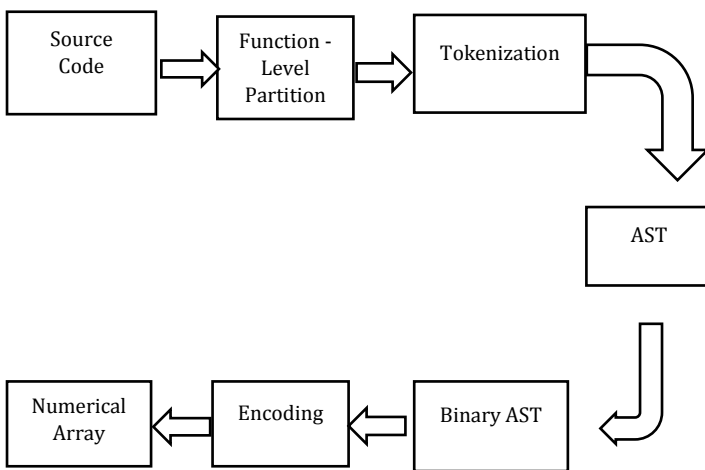 Source
Code
Function -
Level
Partition
Tokenization
AST
Binary AST
Encoding
Numerical
Array